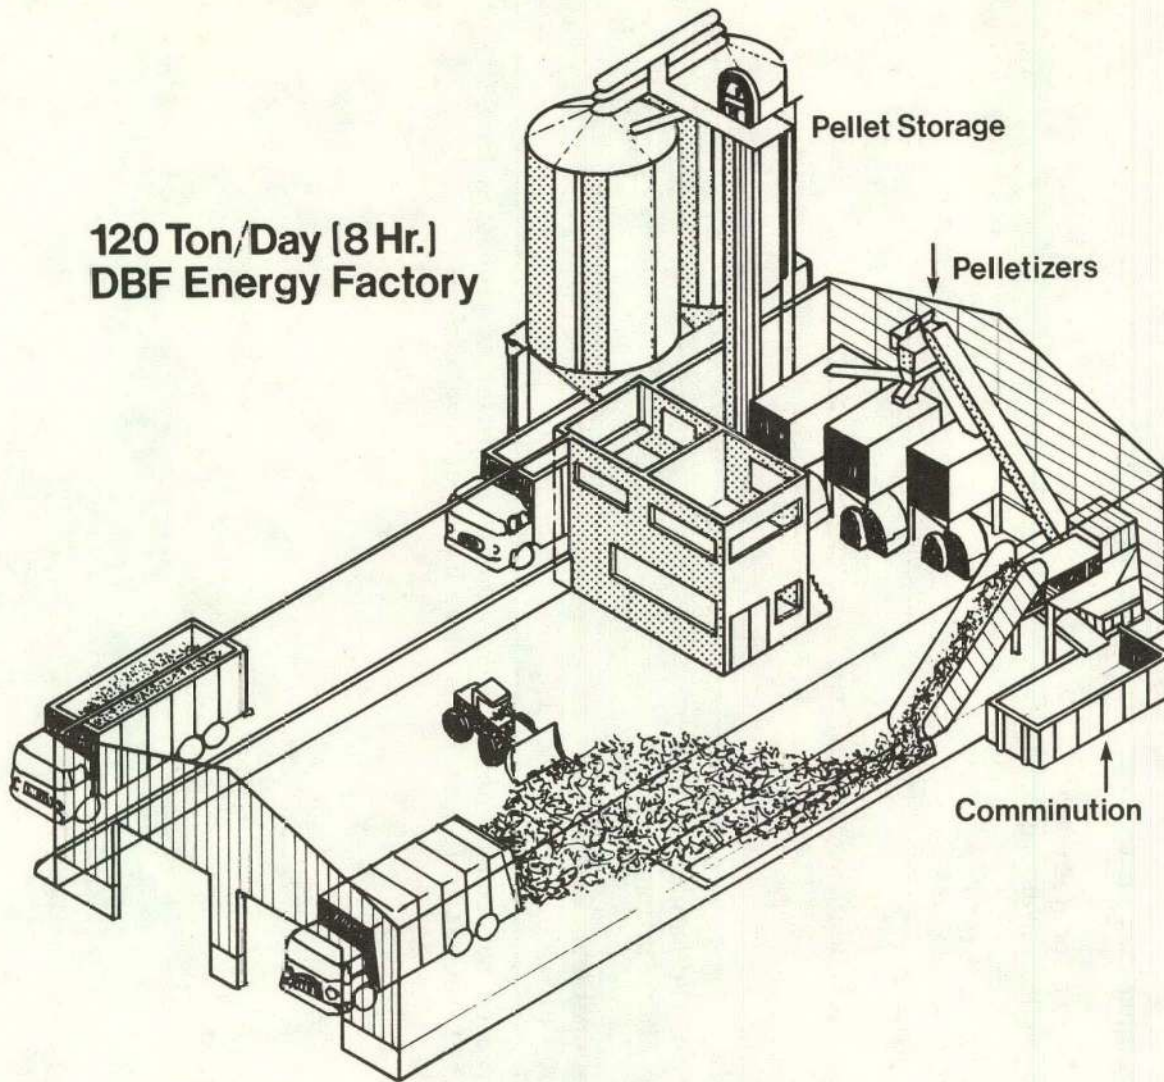 Pellet Storage
120 Ton/Day (8 Hr.)
DBF Energy Factory
Pelletizers
Comminution